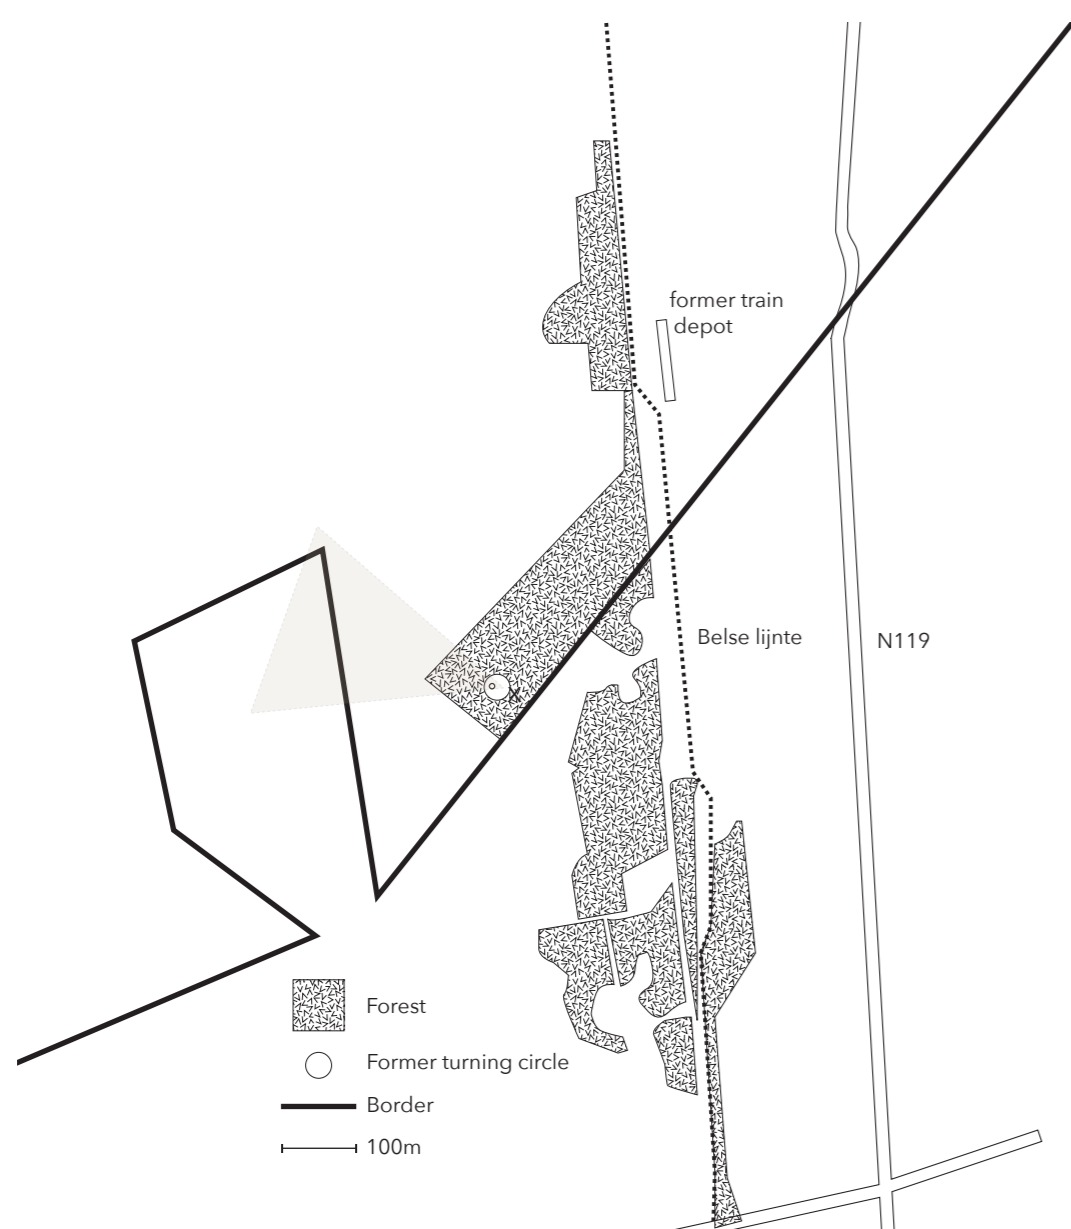 former train
depot
Belse lijnte
N119
X
Forest
Former turning circle
Border
100m